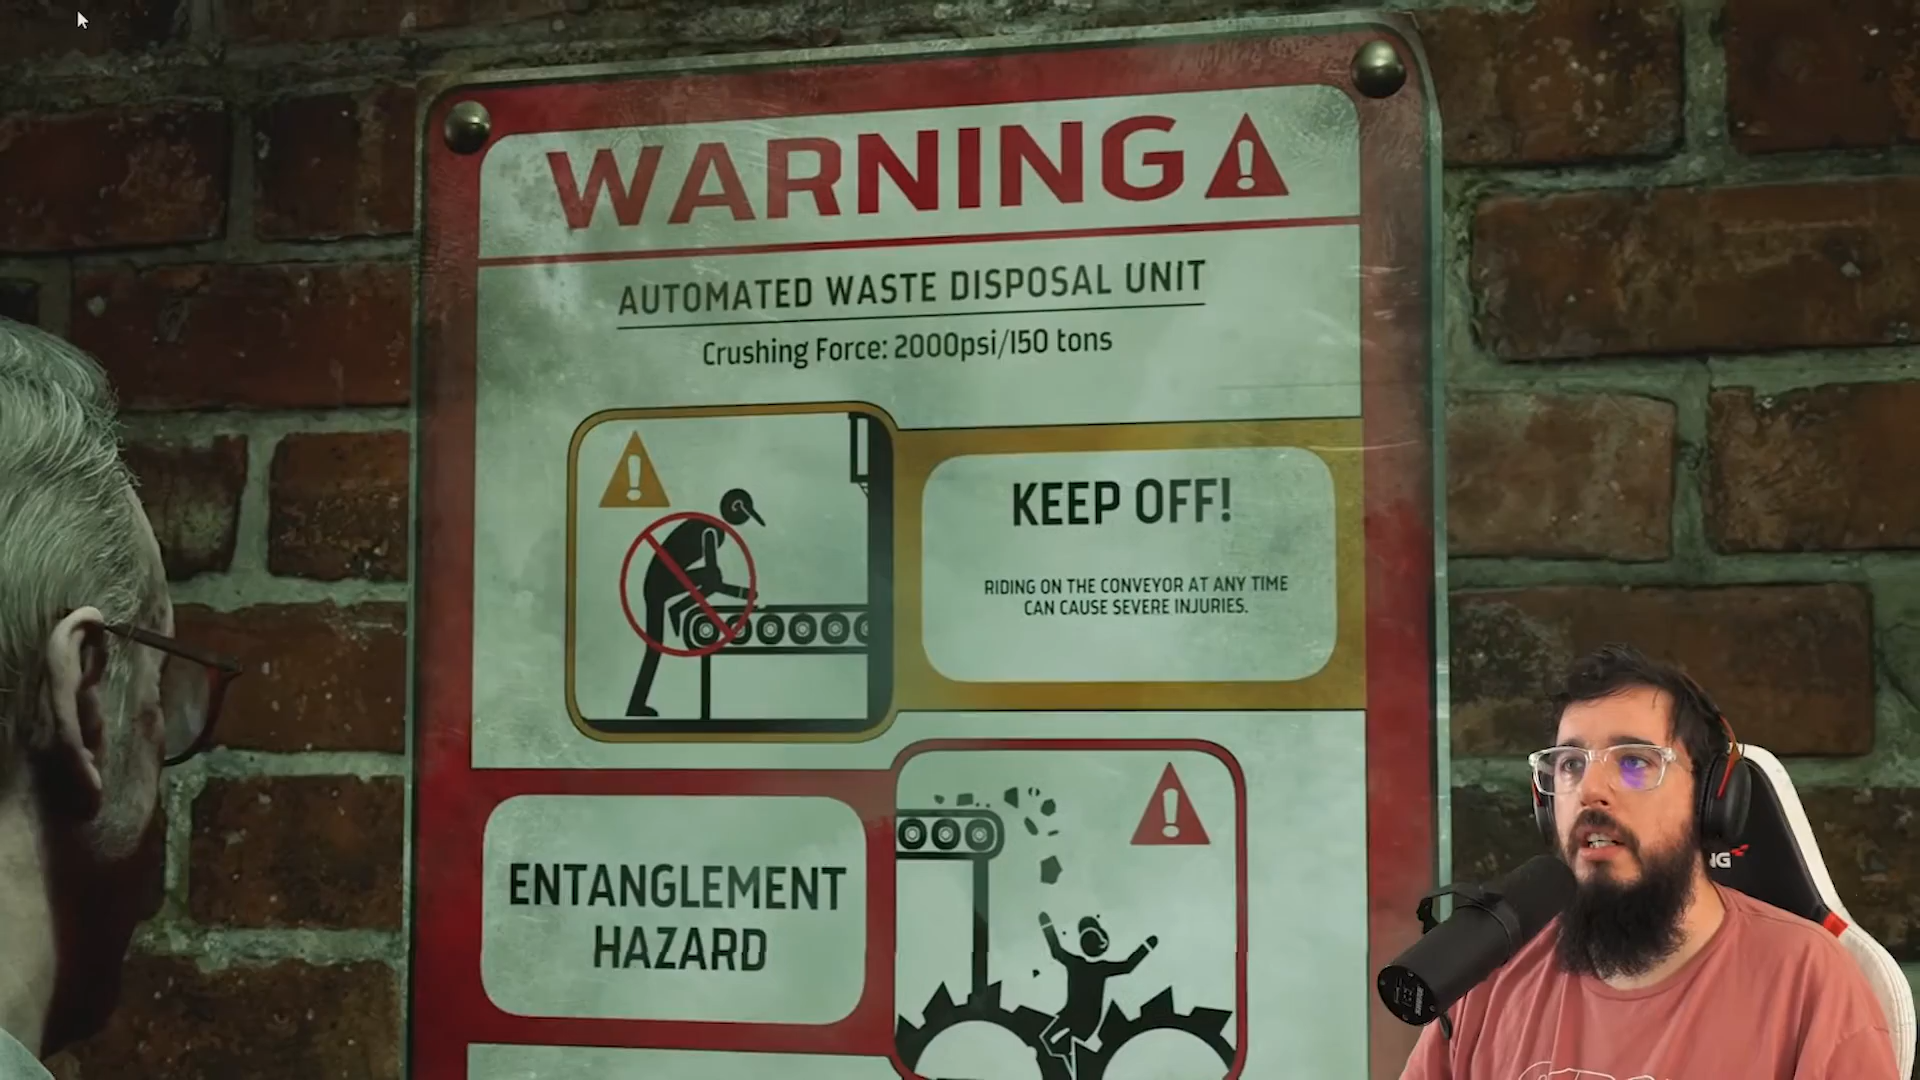 WARNING
AUTOMATED WASTE DISPOSAL UNIT
Crushing Force: 2000psi/150 tons
KEEP OFF!
RIDING ON THE CONVEYOR AT ANY TIME
CAN CAUSE SEVERE INJURIES.
ENTANGLEMENT
HAZARD